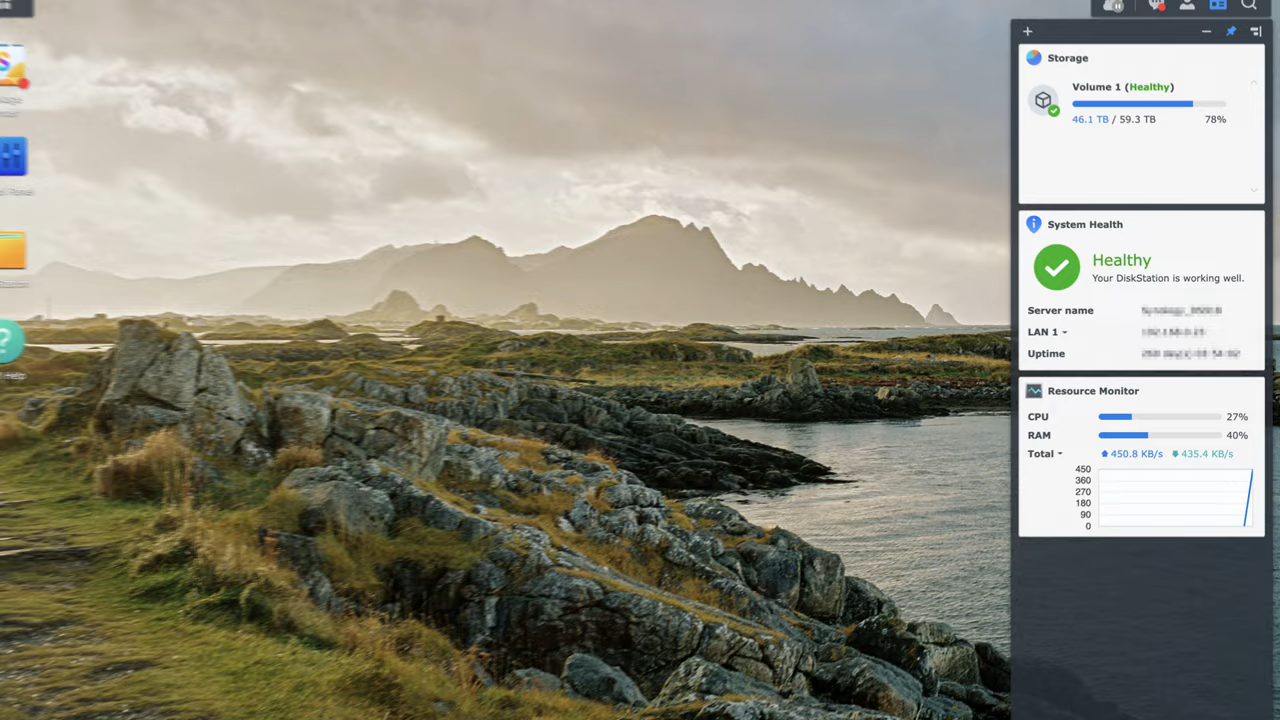 Storage
Volume 1 (Healthy)
46.1 TB / 59.3 TB 78%
System Health
Healthy
Your DiskStation is working well.
Server name
LAN 1
Uptime
Resource Monitor
CPU 27%
RAM 40%
Total 450.8 KB/s 435.4 KB/s
450
360
270
180
90
0
Help